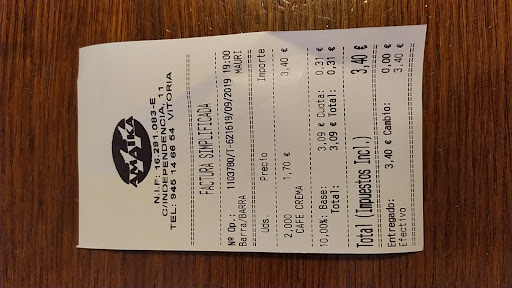 AMAIKA
N.I.F: 16.291.083-E
C/INDEPENDENCIA, 11
TEL: 945 14 66 54 VITORIA
FACTURA SIMPLIFICADA
Nº Op.: 1103780/T-621619/09/2019 19:00
Barra/BARRA MAURI
Uds. Precio Importe
2,000 1,70 € 3,40 €
CAFE CREMA
10,00%: Base: 3,09 € Cuota: 0,31 €
Total: 3,09 € Total: 0,31 €
Total (Impuestos Incl.) 3,40 €
Entregado: 3,40 € Cambio: 0,00 €
Efectivo 3,40 €